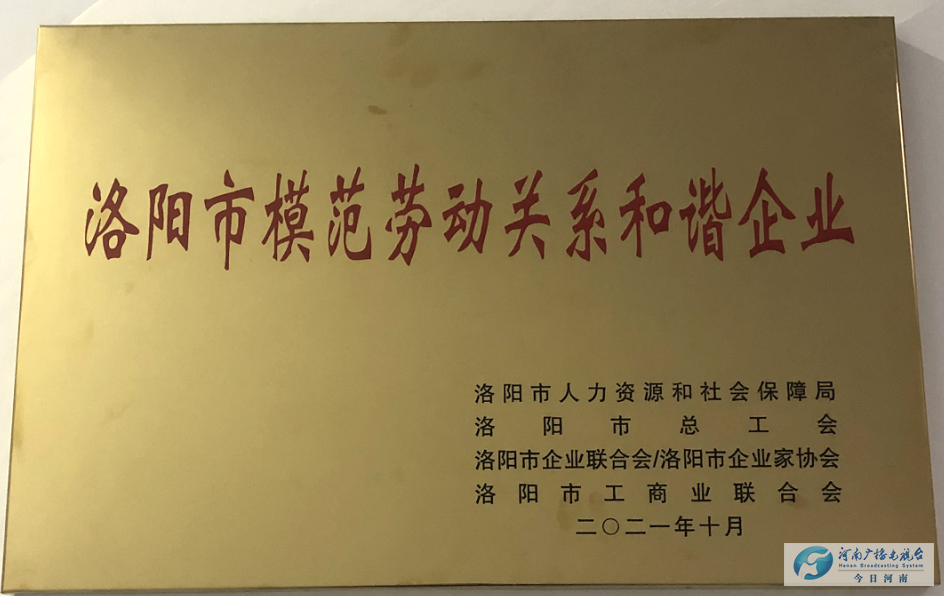 洛阳市模范劳动关系和谐企业
洛阳市人力资源和社会保障局
洛阳市总工会
洛阳市企业联合会/洛阳市企业家协会
洛阳市工商业联合会
二〇二一年十月
河南广播电视台
Henan Broadcasting System
今日河南